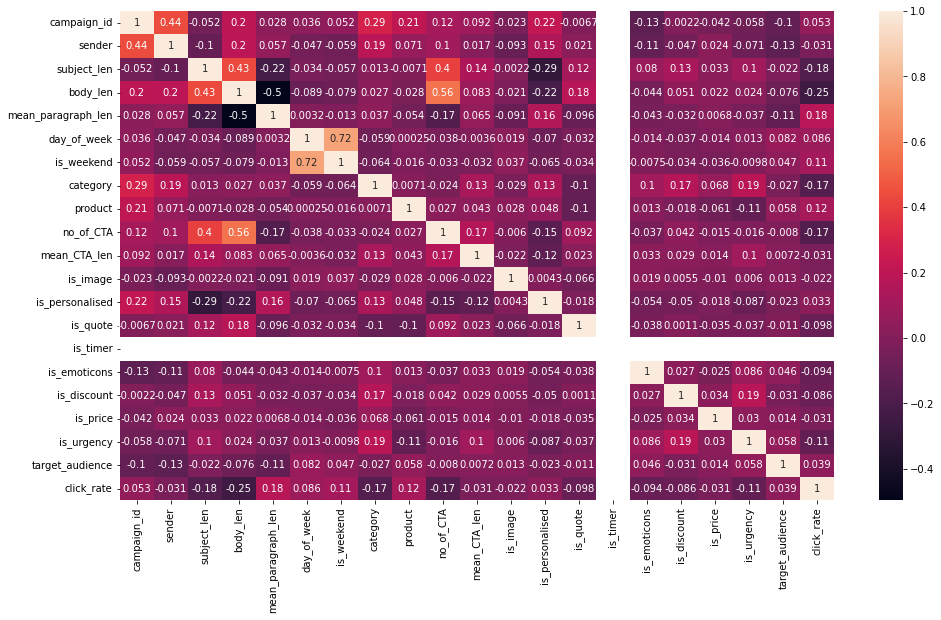 campaign_id 1 0.44 -0.052 0.2 0.028 0.036 0.052 0.29 0.21 0.12 0.092 -0.023 0.22 -0.0067 -0.13 -0.0022 -0.042 -0.058 -0.1 0.053
sender 0.44 1 -0.1 0.2 0.057 -0.047 -0.059 0.19 0.071 0.1 0.017 -0.093 0.15 0.021 -0.11 -0.047 0.024 -0.071 -0.13 -0.031
subject_len -0.052 -0.1 1 0.43 -0.22 -0.034 -0.057 0.013 -0.0071 0.4 0.14 -0.0022 -0.29 0.12 0.08 0.13 0.033 0.1 -0.022 -0.18
body_len 0.2 0.2 0.43 1 -0.5 -0.089 -0.079 0.027 -0.028 0.56 0.083 -0.021 -0.22 0.18 -0.044 0.051 0.022 0.024 -0.076 -0.25
mean_paragraph_len 0.028 0.057 -0.22 -0.5 1 0.0032 -0.013 0.037 -0.054 -0.17 0.065 -0.091 0.16 -0.096 -0.043 -0.032 0.0068 -0.037 -0.11 0.18
day_of_week 0.036 -0.047 -0.034 -0.089 0.0032 1 0.72 -0.059 0.00025 -0.038 -0.0036 0.019 -0.07 -0.032 -0.014 -0.037 -0.014 0.013 0.082 0.086
is_weekend 0.052 -0.059 -0.057 -0.079 -0.013 0.72 1 -0.064 -0.016 -0.033 -0.032 0.037 -0.065 -0.034 -0.0075 -0.034 -0.036 -0.0098 0.047 0.11
category 0.29 0.19 0.013 0.027 0.037 -0.059 -0.064 1 0.0071 -0.024 0.13 -0.029 0.13 -0.1 0.1 0.17 0.068 0.19 -0.027 -0.17
product 0.21 0.071 -0.0071 -0.028 -0.054 0.00025 -0.016 0.0071 1 0.027 0.043 0.028 0.048 -0.1 0.013 -0.018 -0.061 -0.11 0.058 0.12
no_of_CTA 0.12 0.1 0.4 0.56 -0.17 -0.038 -0.033 -0.024 0.027 1 0.17 -0.006 -0.15 0.092 -0.037 0.042 -0.015 -0.016 -0.008 -0.17
mean_CTA_len 0.092 0.017 0.14 0.083 0.065 -0.0036 -0.032 0.13 0.043 0.17 1 -0.022 -0.12 0.023 0.033 0.029 0.014 0.1 0.0072 -0.031
is_image -0.023 -0.093 -0.0022 -0.021 -0.091 0.019 0.037 -0.029 0.028 -0.006 -0.022 1 0.0043 -0.066 0.019 0.0055 -0.01 0.006 0.013 -0.022
is_personalised 0.22 0.15 -0.29 -0.22 0.16 -0.07 -0.065 0.13 0.048 -0.15 -0.12 0.0043 1 -0.018 -0.054 -0.05 -0.018 -0.087 -0.023 0.033
is_quote -0.0067 0.021 0.12 0.18 -0.096 -0.032 -0.034 -0.1 -0.1 0.092 0.023 -0.066 -0.018 1 -0.038 0.0011 -0.035 -0.037 -0.011 -0.098
is_timer
is_emoticons -0.13 -0.11 0.08 -0.044 -0.043 -0.014 -0.0075 0.1 0.013 -0.037 0.033 0.019 -0.054 -0.038 1 0.027 -0.025 0.086 0.046 -0.094
is_discount -0.0022 -0.047 0.13 0.051 -0.032 -0.037 -0.034 0.17 -0.018 0.042 0.029 0.0055 -0.05 0.0011 0.027 1 0.034 0.19 -0.031 -0.086
is_price -0.042 0.024 0.033 0.022 0.0068 -0.014 -0.036 0.068 -0.061 -0.015 0.014 -0.01 -0.018 -0.035 -0.025 0.034 1 0.03 0.014 -0.031
is_urgency -0.058 -0.071 0.1 0.024 -0.037 0.013 -0.0098 0.19 -0.11 -0.016 0.1 0.006 -0.087 -0.037 0.086 0.19 0.03 1 0.058 -0.11
target_audience -0.1 -0.13 -0.022 -0.076 -0.11 0.082 0.047 -0.027 0.058 -0.008 0.0072 0.013 -0.023 -0.011 0.046 -0.031 0.014 0.058 1 0.039
click_rate 0.053 -0.031 -0.18 -0.25 0.18 0.086 0.11 -0.17 0.12 -0.17 -0.031 -0.022 0.033 -0.098 -0.094 -0.086 -0.031 -0.11 0.039 1
campaign_id
sender
subject_len
body_len
mean_paragraph_len
day_of_week
is_weekend
category
product
no_of_CTA
mean_CTA_len
is_image
is_personalised
is_quote
is_timer
is_emoticons
is_discount
is_price
is_urgency
target_audience
click_rate
1.0
0.8
0.6
0.4
0.2
0.0
−0.2
−0.4